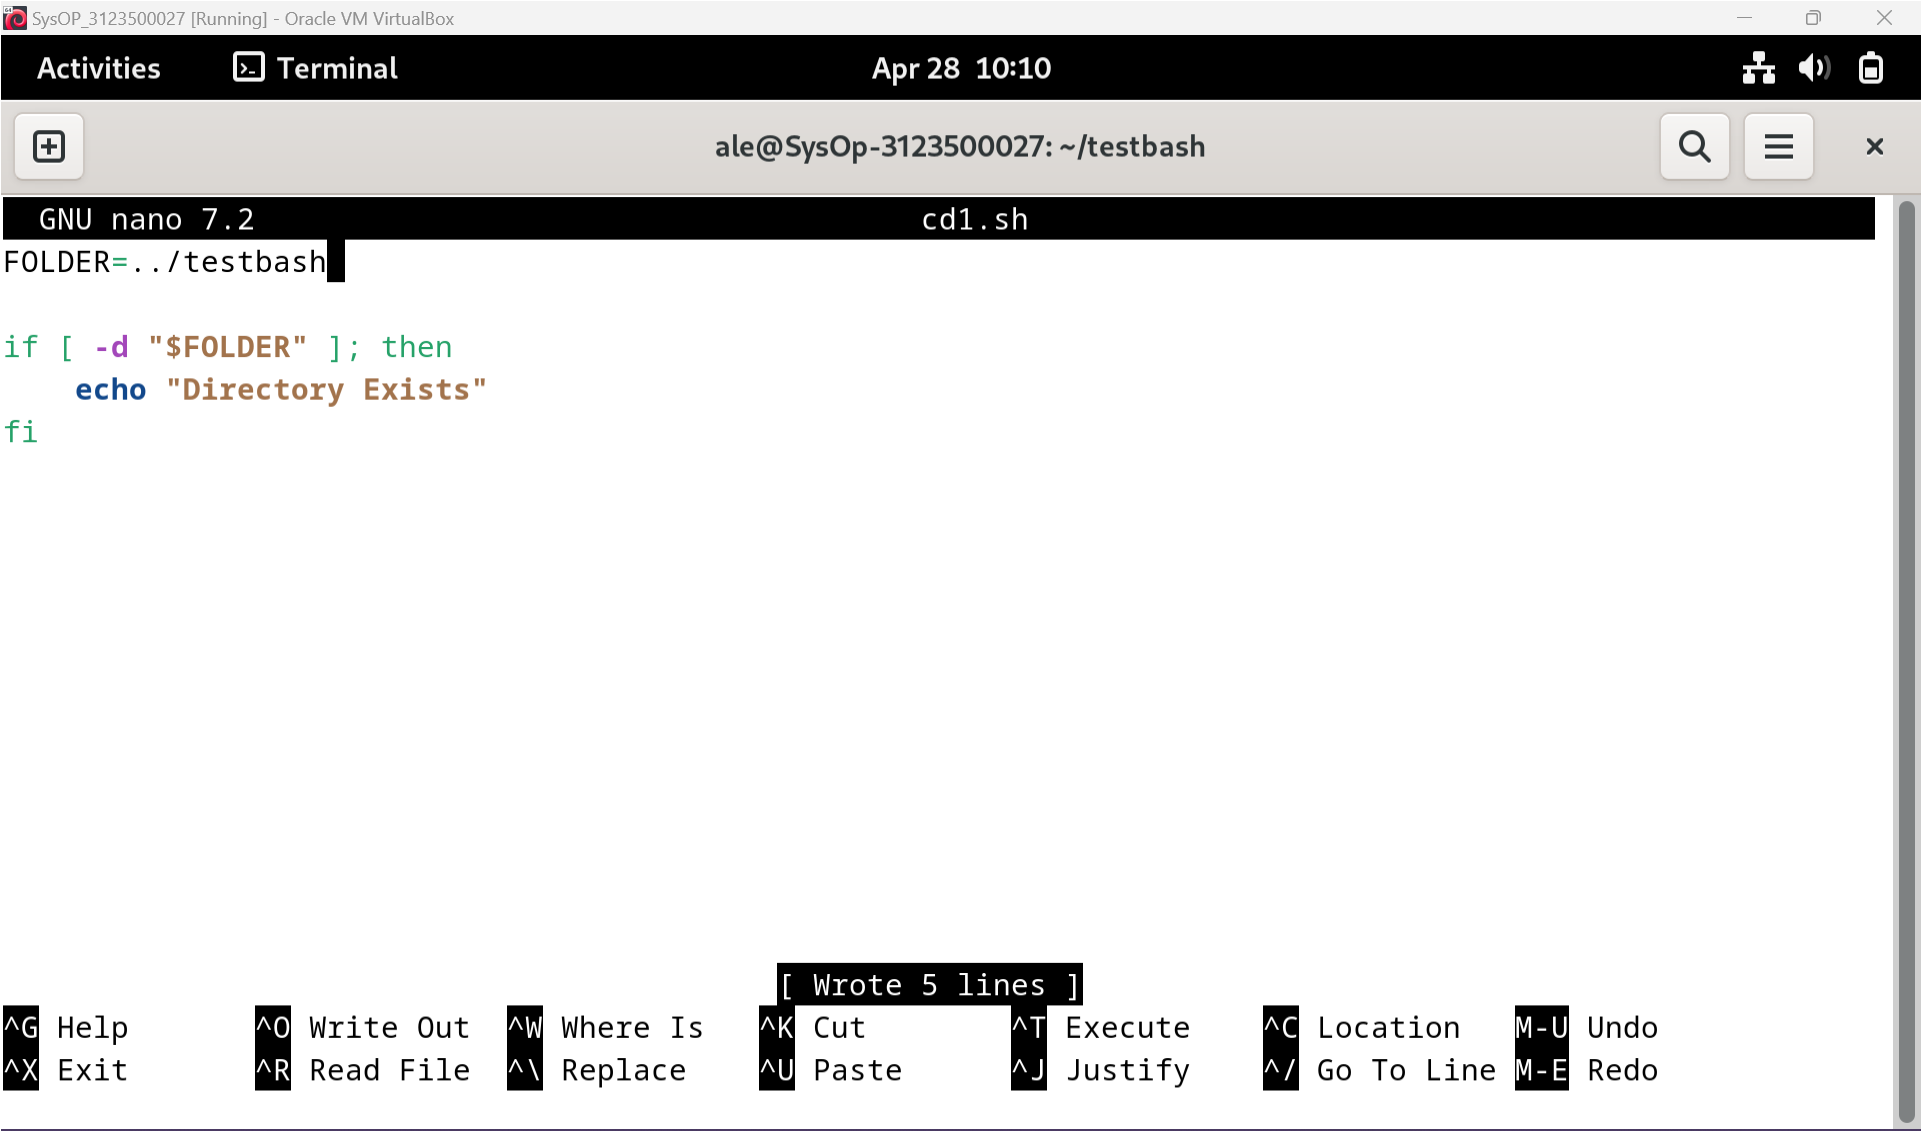 SysOP_3123500027 [Running] - Oracle VM VirtualBox
Activities Terminal Apr 28 10:10
ale@SysOp-3123500027: ~/testbash
GNU nano 7.2 cd1.sh
FOLDER=../testbash
if [ -d "$FOLDER" ]; then
    echo "Directory Exists"
fi
[ Wrote 5 lines ]
^G Help ^O Write Out ^W Where Is ^K Cut ^T Execute ^C Location M-U Undo
^X Exit ^R Read File ^\ Replace ^U Paste ^J Justify ^/ Go To Line M-E Redo